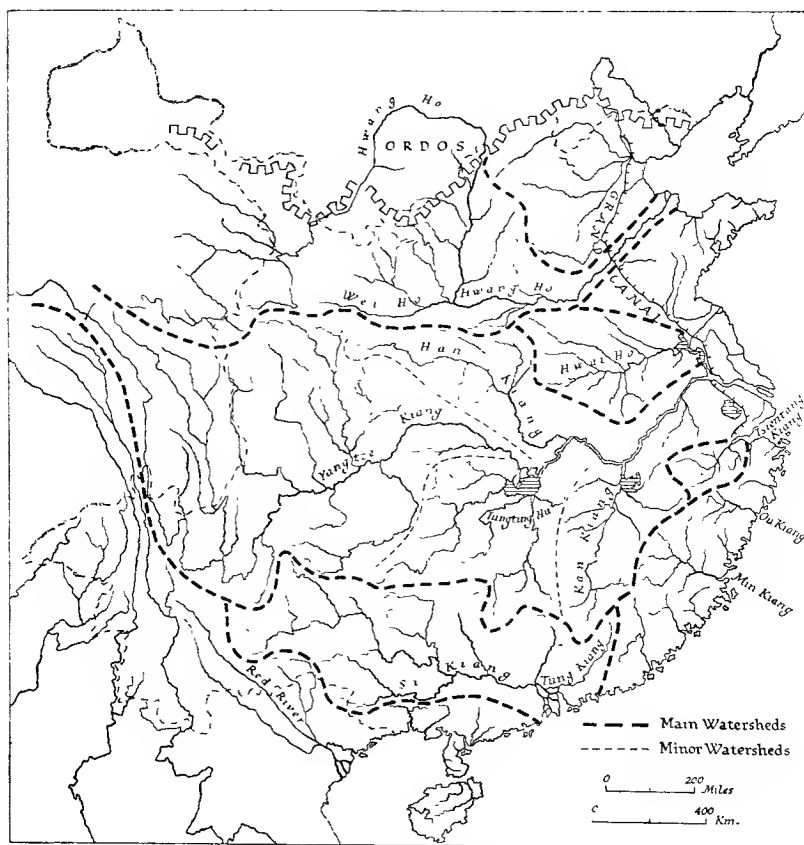 Hwang Ho
ORDOS
GRAND
CANAL
Wei Ho
Hwang Ho
Han
Kiang
Hwai Ho
Yangtze Kiang
Tsientang
Kiang
Tungting Hu
Kan Kiang
Ou Kiang
Min Kiang
Si Kiang
Tung Kiang
Red River
Main Watersheds
Minor Watersheds
0 200
Miles
C 400
Km.